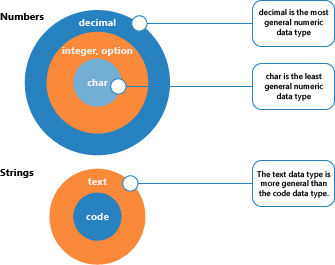 Numbers
decimal
integer, option
char
decimal is the most
general numeric
data type
char is the least
general numeric
data type
Strings
text
code
The text data type is
more general than
the code data type.